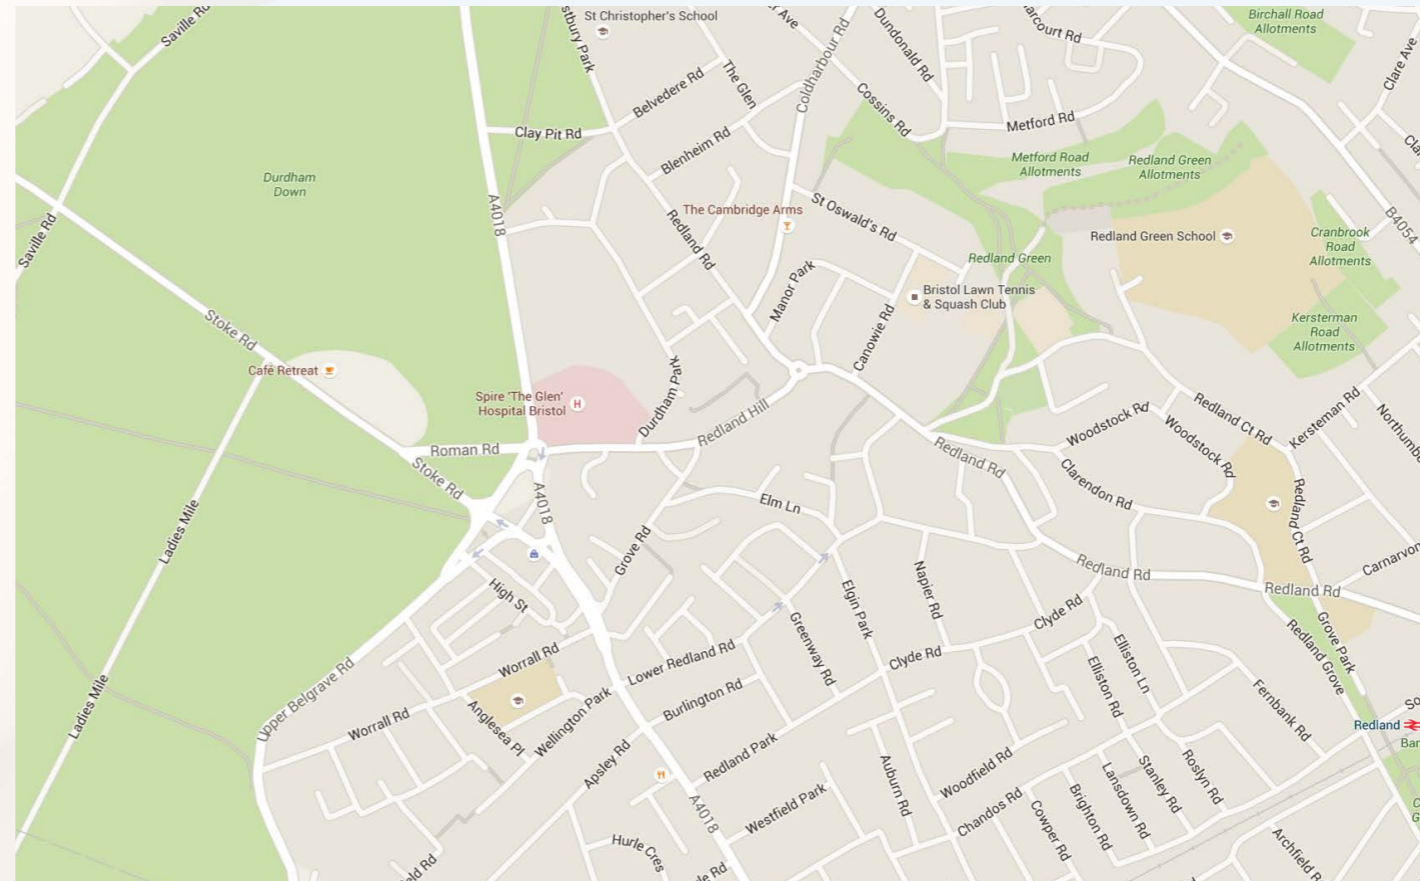 Saville Rd
St Christopher's School
Dundonald Rd
Birchall Road
Allotments
Clare Ave
Belvedere Rd
The Glen
Coldharbour Rd
Cossins Rd
Metford Rd
Clay Pit Rd
Blenheim Rd
Metford Road
Allotments
Redland Green
Allotments
Durdham
Down
A4018
The Cambridge Arms
St Oswald's Rd
B4054
Saville Rd
Redland Rd
Redland Green School
Cranbrook
Road
Allotments
Redland Green
Manor Park
Bristol Lawn Tennis
& Squash Club
Stoke Rd
Canowie Rd
Kersterman
Road
Allotments
Café Retreat
Spire 'The Glen'
Hospital Bristol
H
Durdham Park
Redland Hill
Woodstock Rd
Redland Ct Rd
Kersteman Rd
Roman Rd
Redland Rd
Woodstock Rd
Stoke Rd
Clarendon Rd
A4018
Elm Ln
Redland Ct Rd
Ladies Mile
Grove Rd
Napier Rd
Redland Rd
Redland Rd
High St
Elgin Park
Clyde Rd
Greenway Rd
Elliston Ln
Grove Park
Redland Grove
Worrall Rd
Lower Redland Rd
Clyde Rd
Elliston Rd
Upper Belgrave Rd
Ladies Mile
Worrall Rd
Anglesea Pl
Wellington Park
Burlington Rd
Fernbank Rd
Redland
Apsley Rd
Redland Park
Auburn Rd
Woodfield Rd
Roslyn Rd
Stanley Rd
Lansdown Rd
Brighton Rd
Westfield Park
A4018
Chandos Rd
Cowper Rd
Hurle Cres